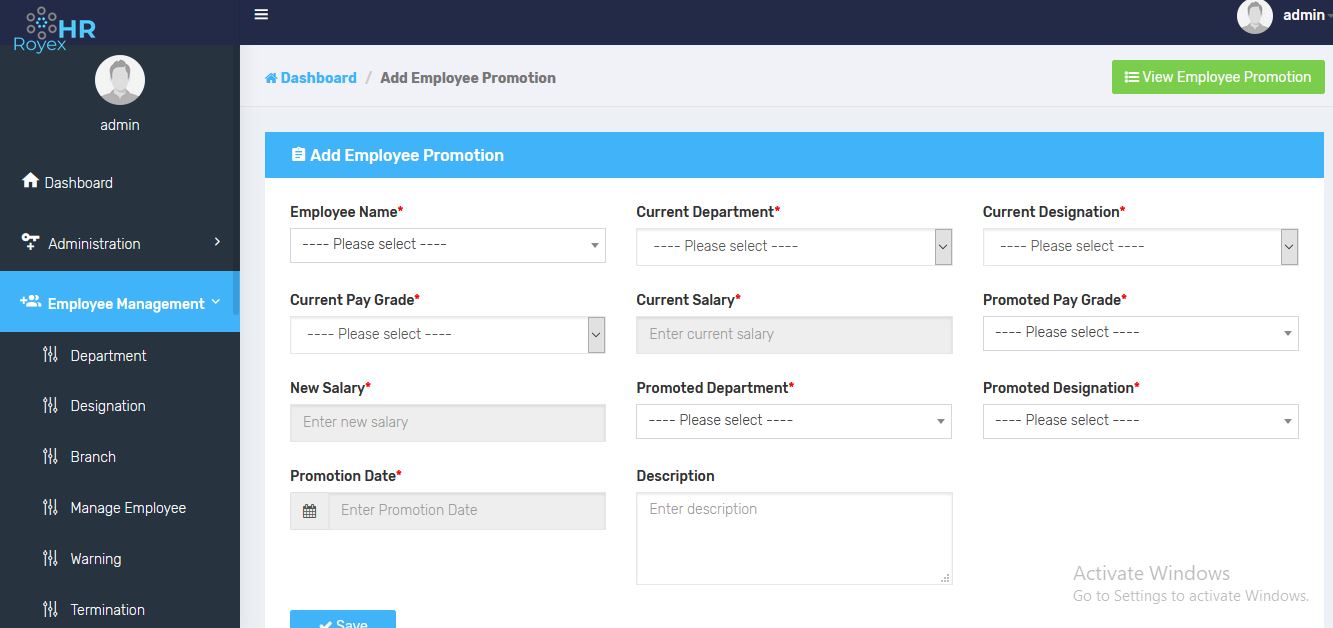 HR
Royex
admin
admin
Dashboard
Administration
Employee Management
Department
Designation
Branch
Manage Employee
Warning
Termination
Dashboard / Add Employee Promotion
View Employee Promotion
Add Employee Promotion
Employee Name* Current Department* Current Designation*
---- Please select ---- ---- Please select ---- ---- Please select ----
Current Pay Grade* Current Salary* Promoted Pay Grade*
---- Please select ---- Enter current salary ---- Please select ----
New Salary* Promoted Department* Promoted Designation*
Enter new salary ---- Please select ---- ---- Please select ----
Promotion Date* Description
Enter Promotion Date Enter description
Save
Activate Windows
Go to Settings to activate Windows.